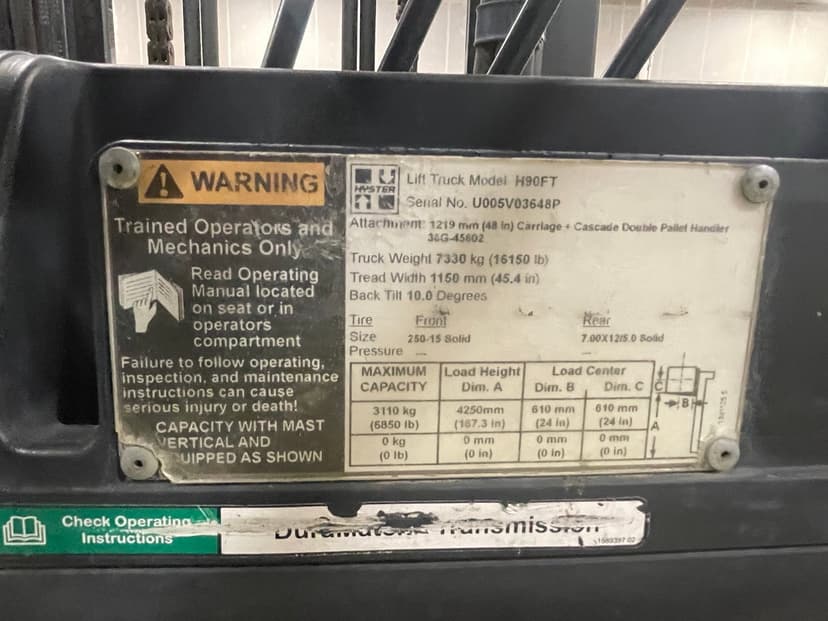 WARNING
Trained Operators and
Mechanics Only
Read Operating
Manual located
on seat or in
operators
compartment
Failure to follow operating,
inspection, and maintenance
instructions can cause
serious injury or death!
CAPACITY WITH MAST
VERTICAL AND
UIPPED AS SHOWN
HYSTER
Lift Truck Model H90FT
Serial No. U005V03648P
Attachment 1219 mm (48 in) Carriage + Cascade Double Pallet Handler
36G-45602
Truck Weight 7330 kg (16150 lb)
Tread Width 1150 mm (45.4 in)
Back Tilt 10.0 Degrees
Tire Front Rear
Size 250-15 Solid 7.00X12/5.0 Solid
Pressure — —
MAXIMUM CAPACITY Load Height Dim. A Load Center Dim. B Dim. C
3110 kg (6850 lb) 4250mm (167.3 in) 610 mm (24 in) 610 mm (24 in)
0 kg (0 lb) 0 mm (0 in) 0 mm (0 in) 0 mm (0 in)
C
B
A
Check Operating
Instructions
Transmission